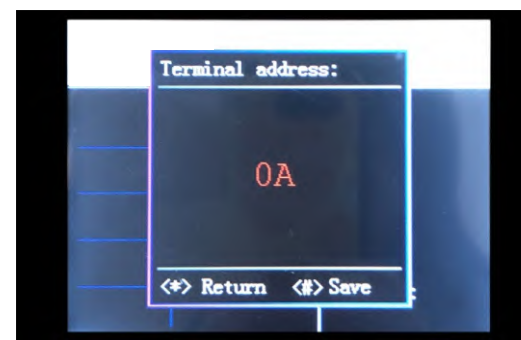 Terminal address:
0A
<*> Return <#> Save